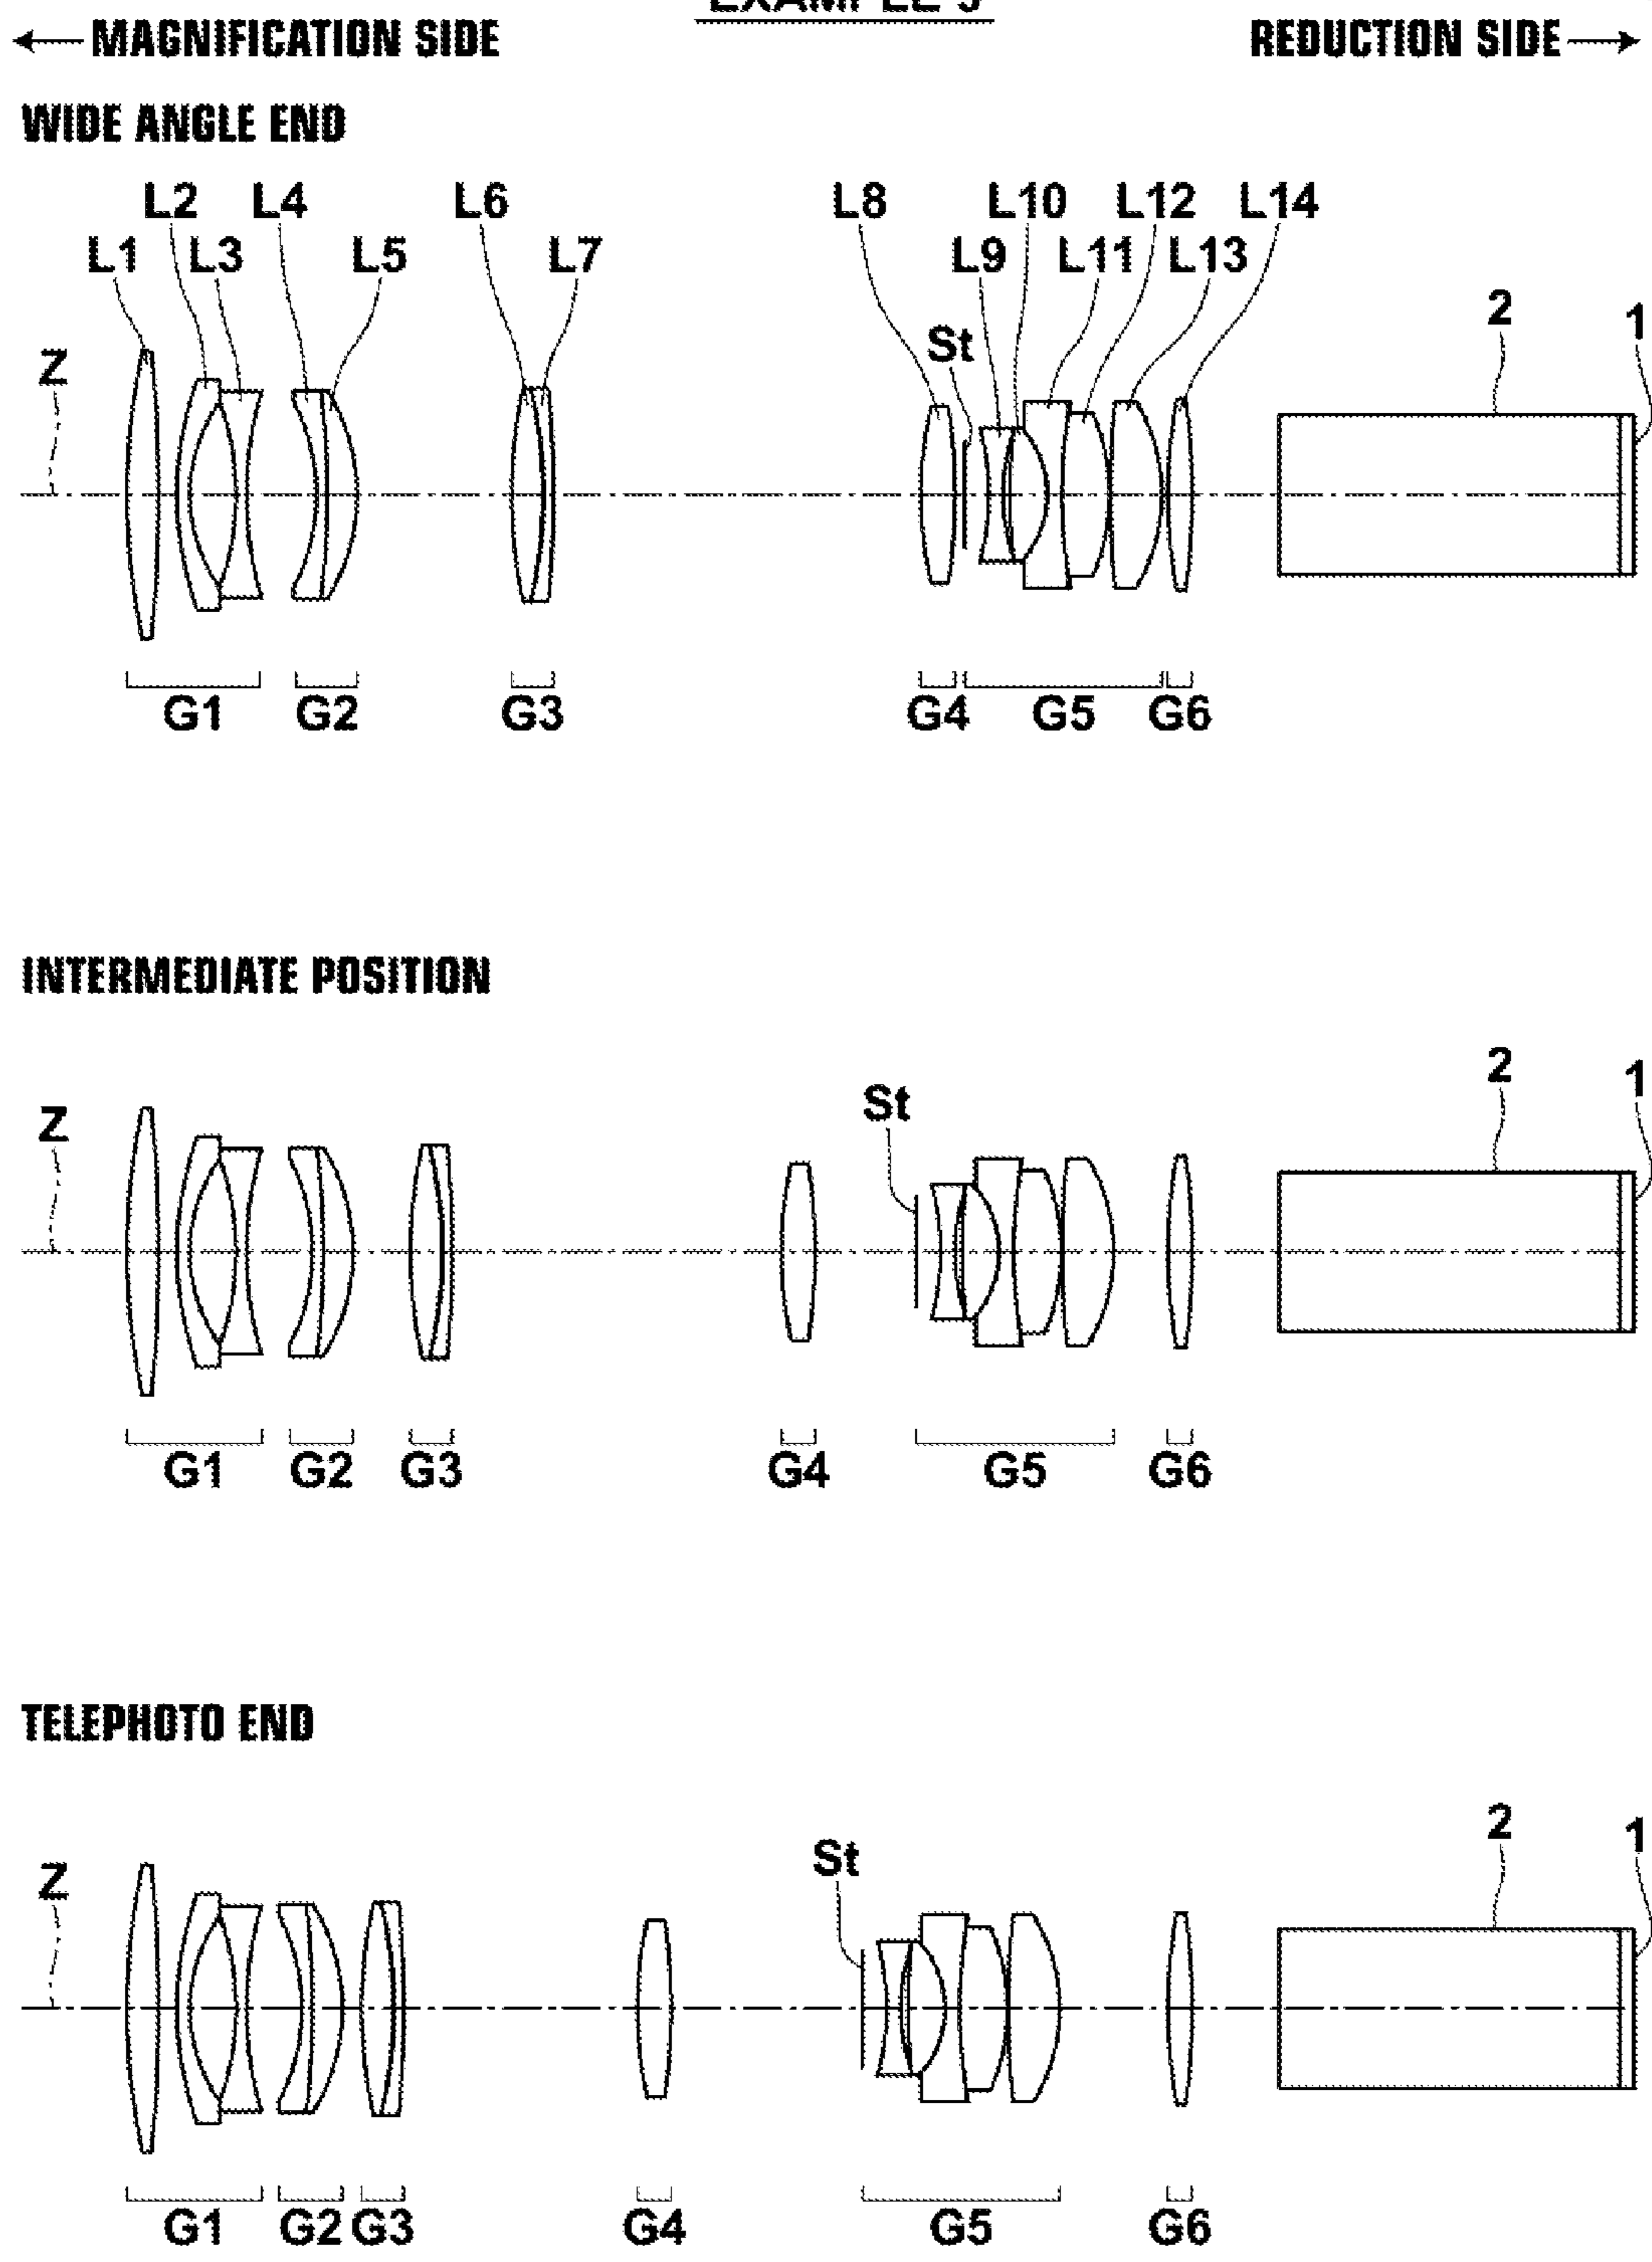 ← MAGNIFICATION SIDE REDUCTION SIDE →
WIDE ANGLE END
L2 L4 L6 L8 L10 L12 L14
L1 L3 L5 L7 L9 L11 L13
Z St 2 1
G1 G2 G3 G4 G5 G6
INTERMEDIATE POSITION
Z St 2 1
G1 G2 G3 G4 G5 G6
TELEPHOTO END
Z St 2 1
G1 G2 G3 G4 G5 G6